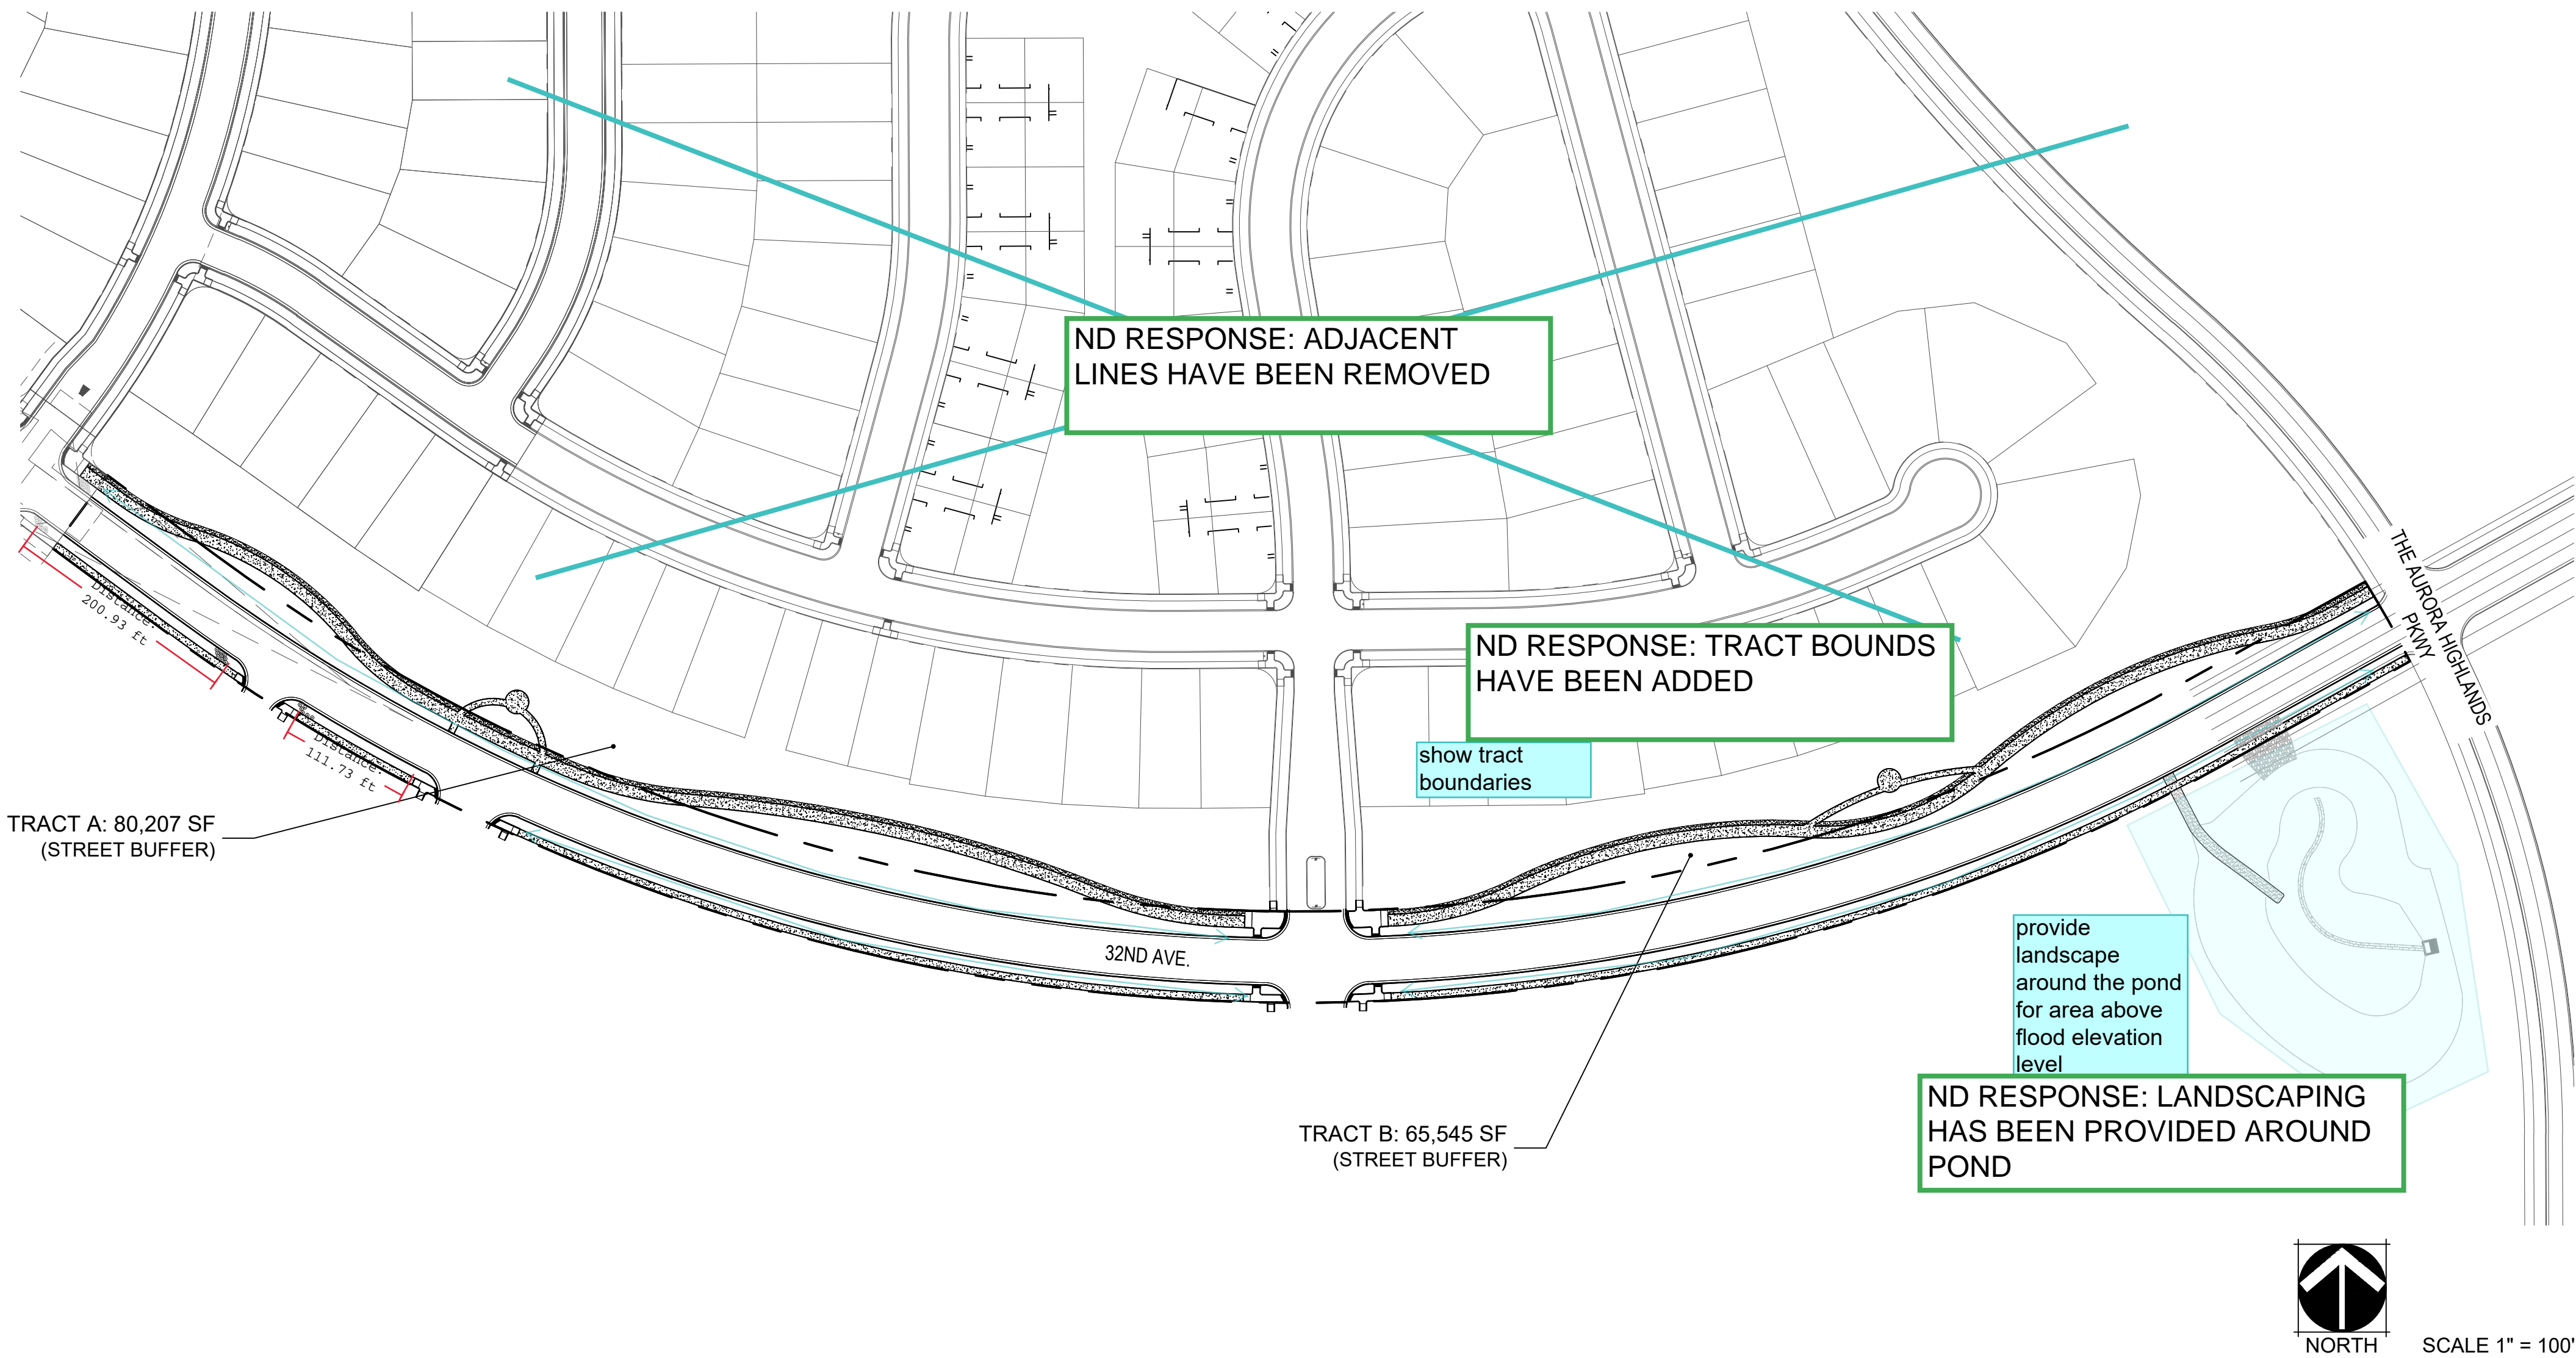 ND RESPONSE: ADJACENT
LINES HAVE BEEN REMOVED
ND RESPONSE: TRACT BOUNDS
HAVE BEEN ADDED
show tract
boundaries
THE AURORA HIGHLANDS
PKWY
Distance:
200.93 ft
Distance:
111.73 ft
TRACT A: 80,207 SF
(STREET BUFFER)
32ND AVE.
provide
landscape
around the pond
for area above
flood elevation
level
ND RESPONSE: LANDSCAPING
HAS BEEN PROVIDED AROUND
POND
TRACT B: 65,545 SF
(STREET BUFFER)
NORTH
SCALE 1" = 100'